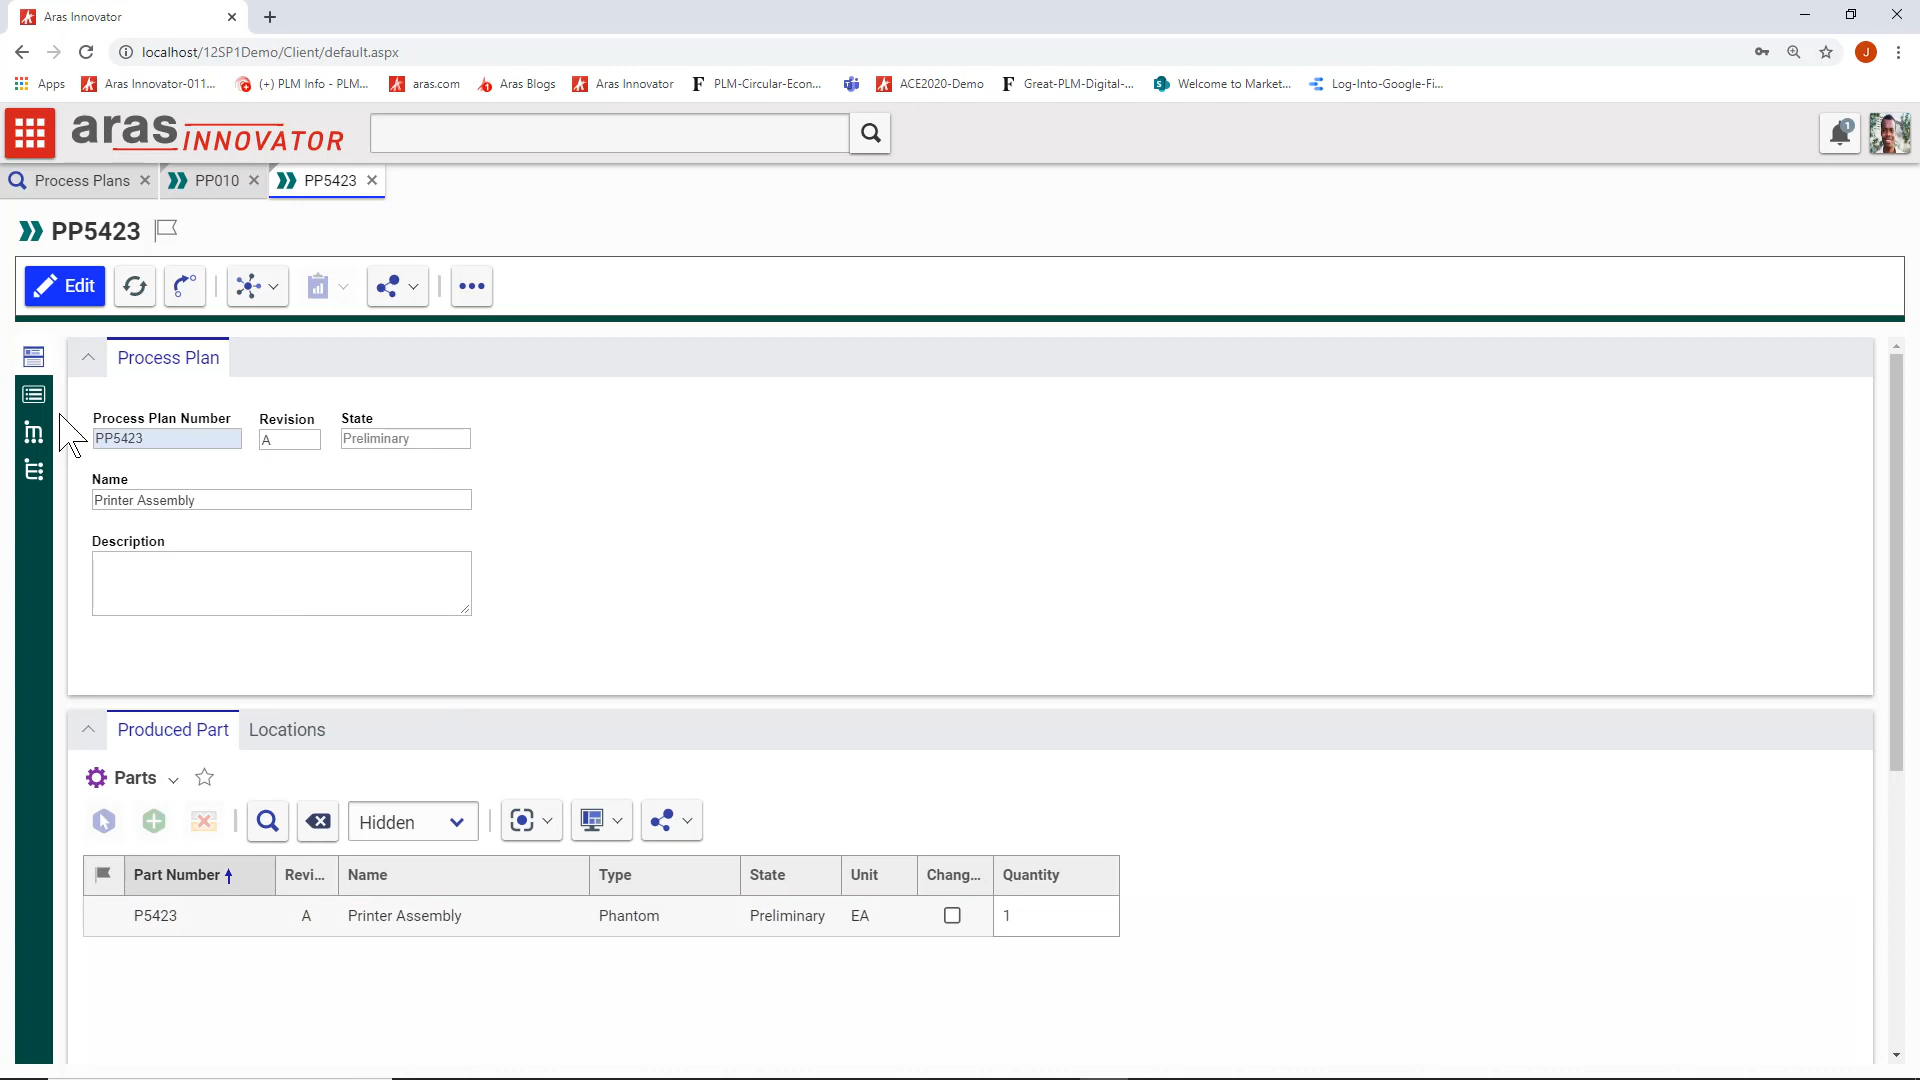 Aras Innovator
localhost/12SP1Demo/Client/default.aspx
J
Apps Aras Innovator-011... (+) PLM Info - PLM... aras.com Aras Blogs Aras Innovator PLM-Circular-Econ... ACE2020-Demo Great-PLM-Digital-... Welcome to Market... Log-Into-Google-Fi...
aras INNOVATOR
1
Process Plans PP010 PP5423
PP5423
Edit
Process Plan
Process Plan Number Revision State
PP5423 A Preliminary
Name
Printer Assembly
Description
Produced Part Locations
Parts
Hidden
Part Number Revi... Name Type State Unit Chang... Quantity
P5423 A Printer Assembly Phantom Preliminary EA 1